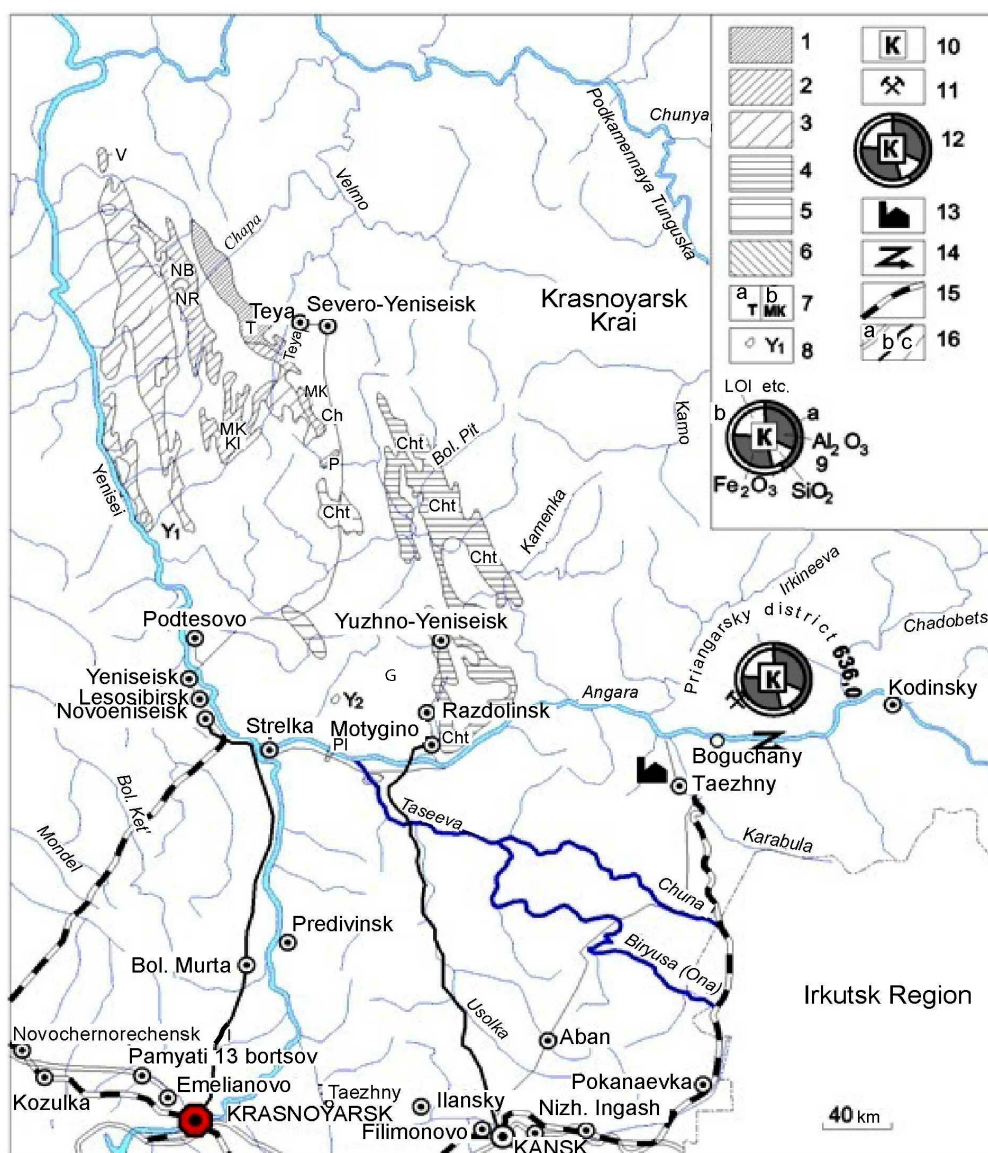 1
2
3
4
5
6
a b
T MK 7
Y₁ 8
K 10
11
K 12
13
14
15
a b c 16
LOI etc.
b a
K
Al₂O₃
9
Fe₂O₃ SiO₂
Podkamennaya Tunguska
Chunya
Velmo
Chapa
V
NB
NR
Krasnoyarsk
Krai
Teya
Severo-Yeniseisk
T
Teya
MK
Ch
MK
KI
P
Cht
Cht
Bol. Pit
Cht
Cht
Kamo
Kamenka
Yenisei
Y₁
Irkineeva
Chadobets
Priangarsky district 636,0
K
Podtesovo
Yuzhno-Yeniseisk
Yeniseisk
Lesosibirsk
Novoeniseisk
G
Y₂
Strelka
Motygino
Razdolinsk
Pl
Cht
Angara
Kodinsky
Boguchany
Taezhny
Taseeva
Karabula
Bol. Ket'
Mondel
Chuna
Biryusa (Ona)
Predivinsk
Bol. Murta
Irkutsk Region
Usolka
Novochernorechensk
Pamyati 13 bortsov
Aban
Kozulka
Emelianovo
Taezhny
Ilansky
Pokanaevka
KRASNOYARSK
Filimonovo
Nizh. Ingash
KANSK
40 km